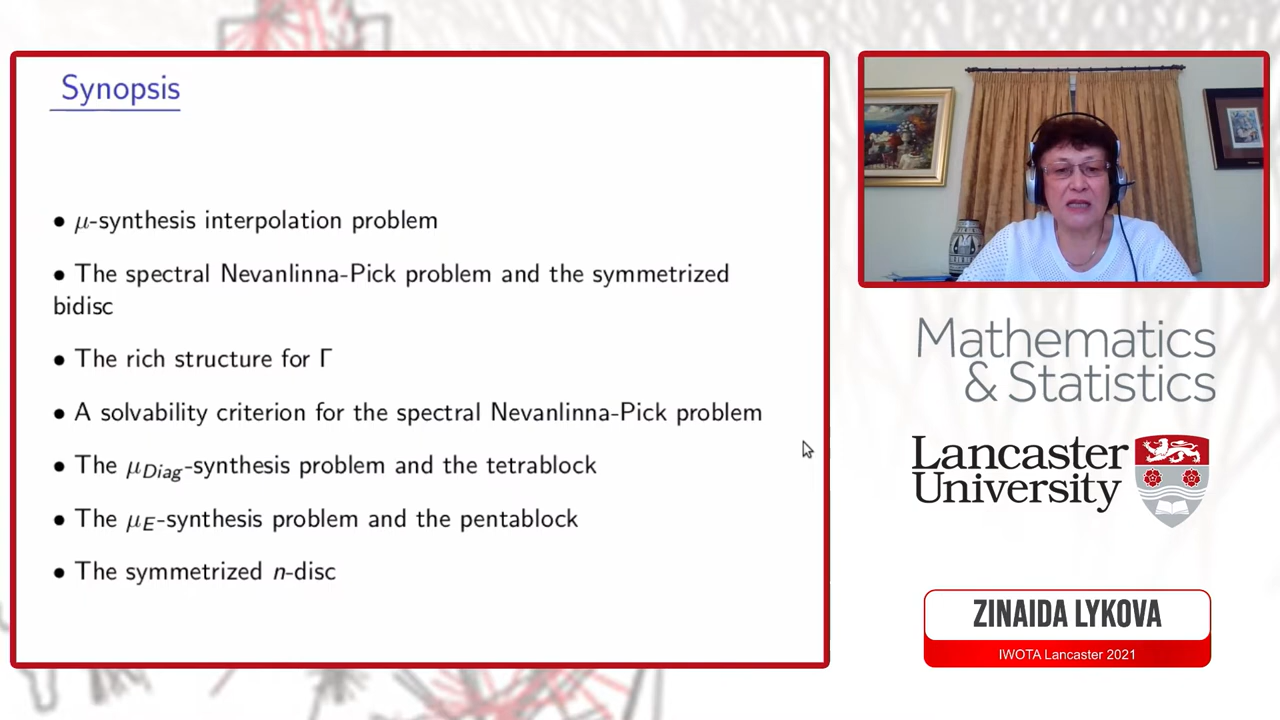 Synopsis
• μ-synthesis interpolation problem
• The spectral Nevanlinna-Pick problem and the symmetrized
bidisc
• The rich structure for Γ
• A solvability criterion for the spectral Nevanlinna-Pick problem
• The μDiag-synthesis problem and the tetrablock
• The μE-synthesis problem and the pentablock
• The symmetrized n-disc
Mathematics
& Statistics
Lancaster
University
ZINAIDA LYKOVA
IWOTA Lancaster 2021